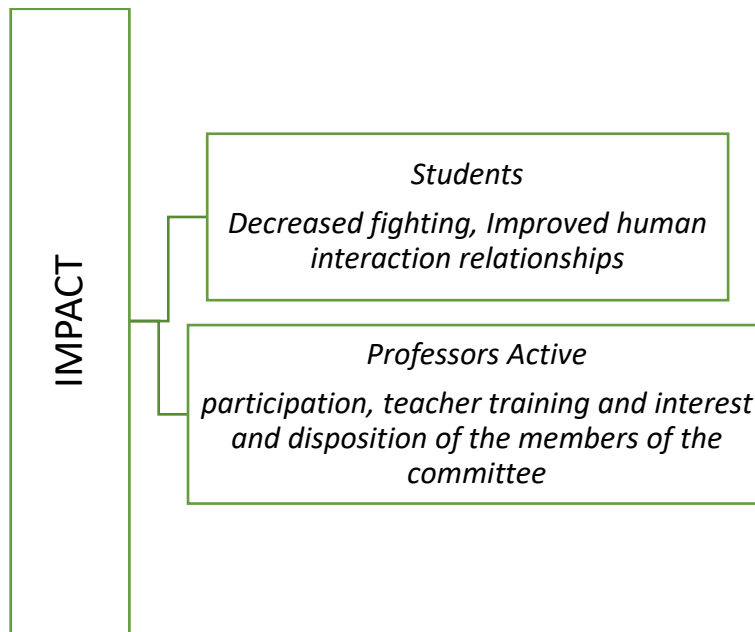 IMPACT
Students
Decreased fighting, Improved human
interaction relationships
Professors Active
participation, teacher training and interest
and disposition of the members of the
committee